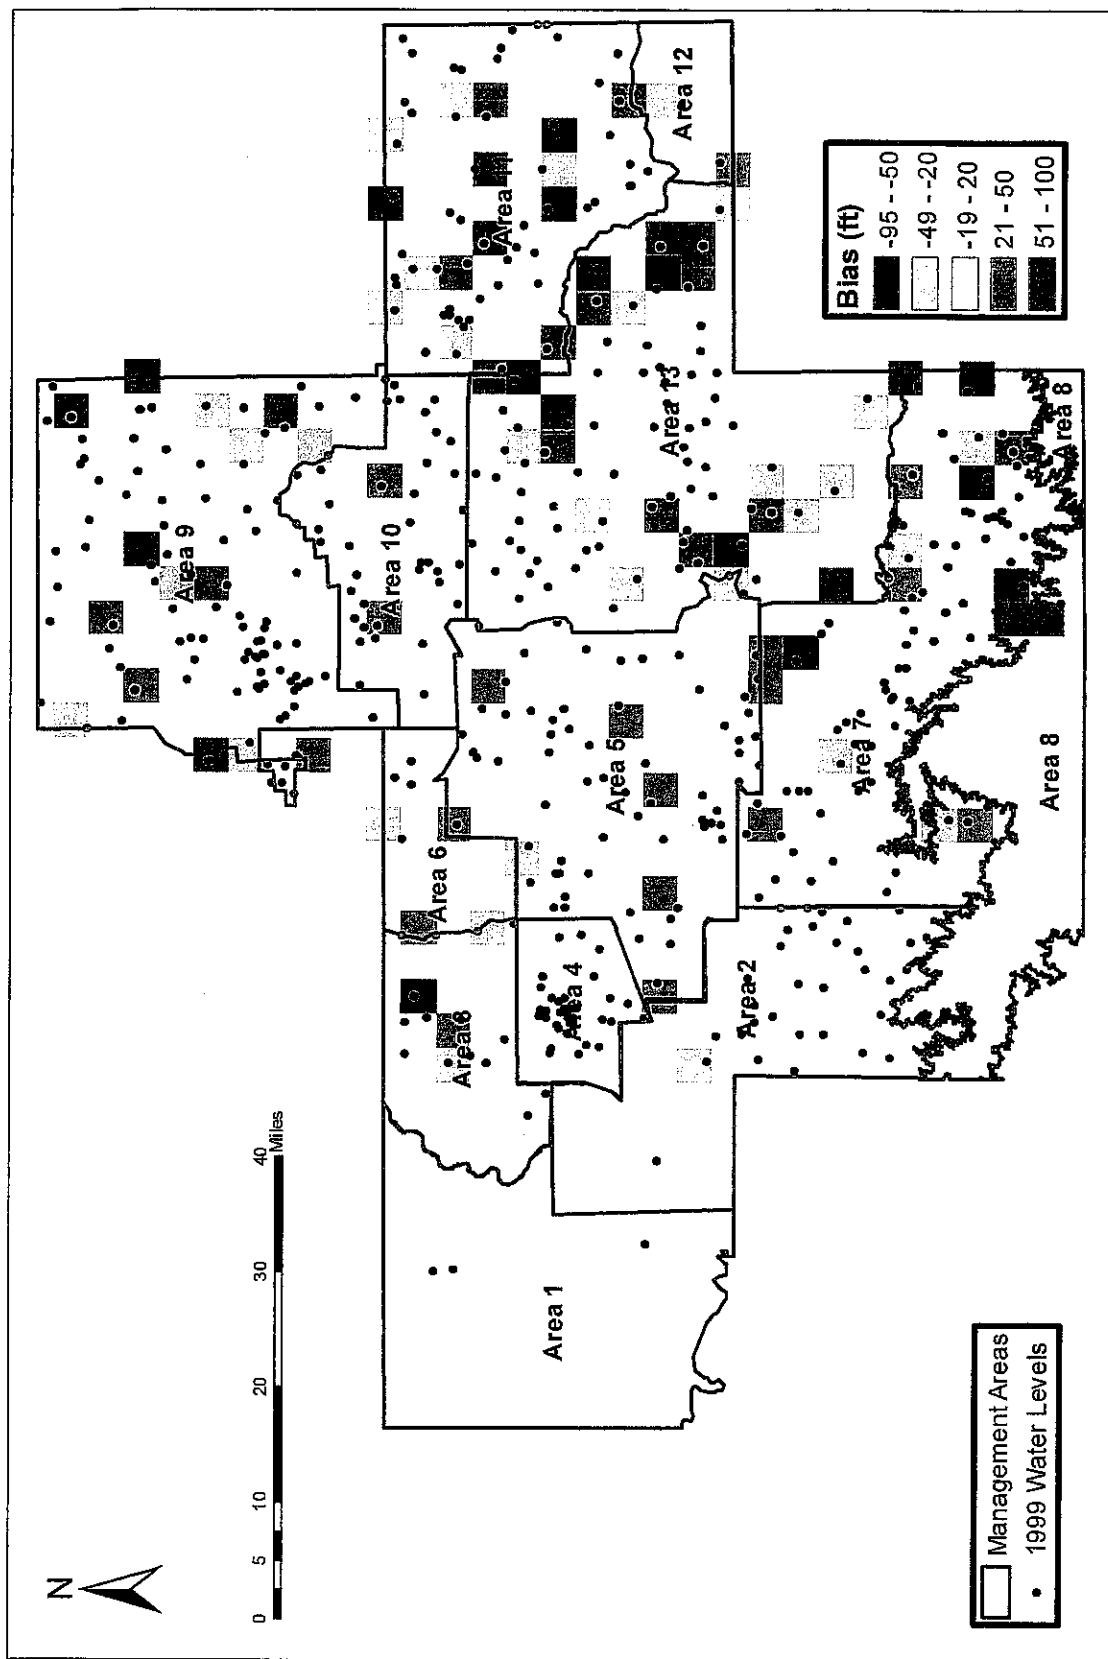 N
0 5 10 20 30 40
Miles
Area 9
Area 10
Area 11
Area 12
Area 6
Area
Area 4
Area 5
Area 13
Area 1
Area 2
Area 7
Area 8
Area 8
Bias (ft)
-95 - -50
-49 - -20
-19 - 20
21 - 50
51 - 100
Management Areas
1999 Water Levels